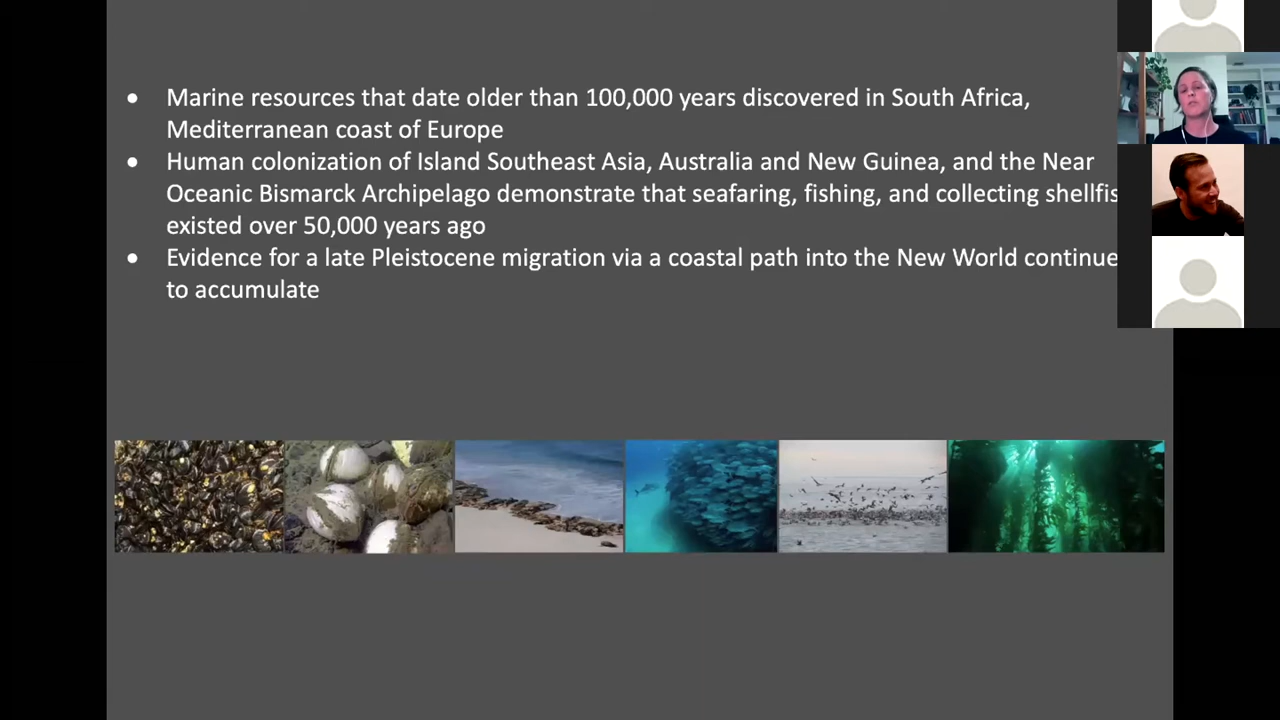 • Marine resources that date older than 100,000 years discovered in South Africa,
Mediterranean coast of Europe
• Human colonization of Island Southeast Asia, Australia and New Guinea, and the Near
Oceanic Bismarck Archipelago demonstrate that seafaring, fishing, and collecting shellfis
existed over 50,000 years ago
• Evidence for a late Pleistocene migration via a coastal path into the New World continue
to accumulate